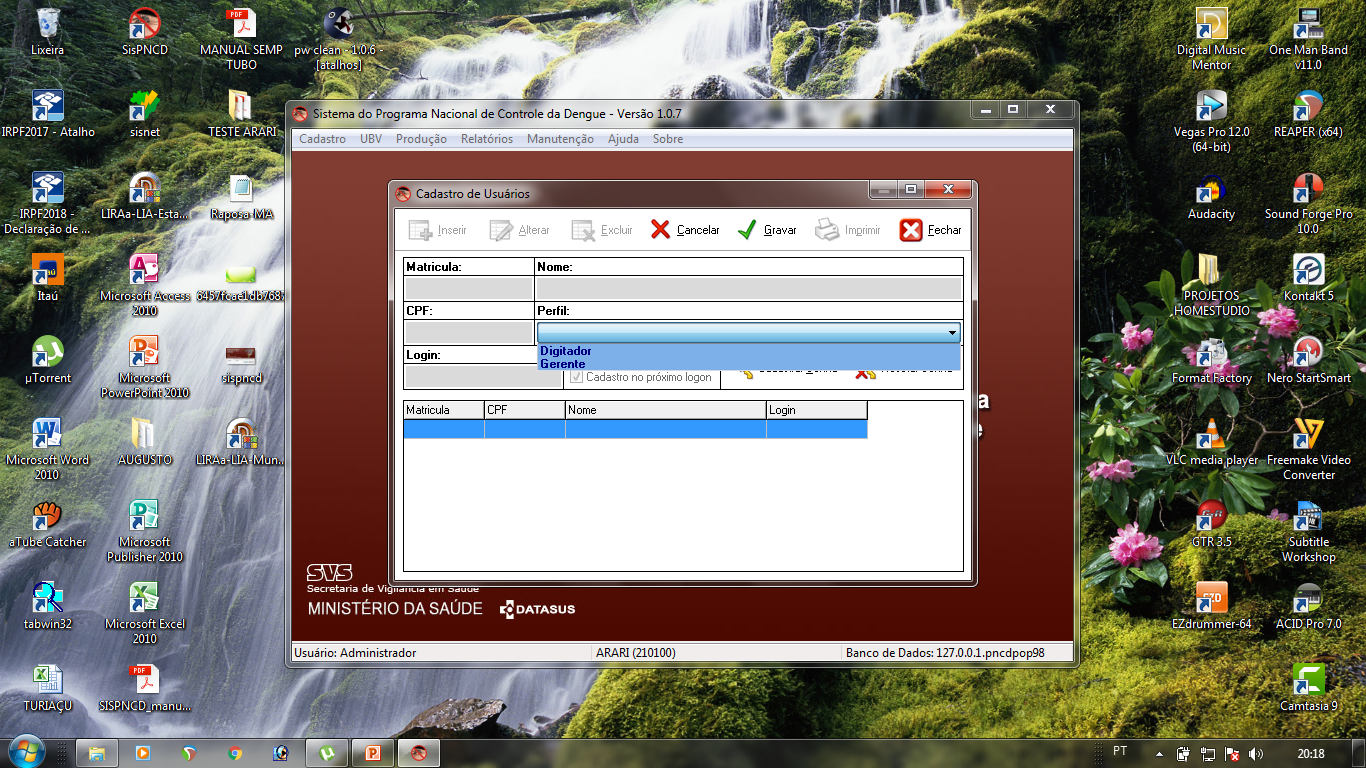 Lixeira
SisPNCD
MANUAL SEMP
TUBO
pw clean - 1.0.6 -
[atalhos]
Digital Music
Mentor
One Man Band
v11.0
IRPF2017 - Atalho
sisnet
TESTE ARARI
Vegas Pro 12.0
(64-bit)
REAPER (x64)
IRPF2018 -
Declaração de ...
LIRAa-LIA-Esta...
Raposa-MA
Audacity
Sound Forge Pro
10.0
Itaú
Microsoft Access
2010
PROJETOS
HOMESTUDIO
Kontakt 5
µTorrent
Microsoft
PowerPoint 2010
sispncd
Format Factory
Nero StartSmart
Microsoft Word
2010
AUGUSTO
LIRAa-LIA-Mun...
VLC media player
Freemake Video
Converter
aTube Catcher
Microsoft
Publisher 2010
GTR 3.5
Subtitle
Workshop
tabwin32
Microsoft Excel
2010
EZdrummer-64
ACID Pro 7.0
TURIAÇU
SISPNCD_manu...
Camtasia 9
Sistema do Programa Nacional de Controle da Dengue - Versão 1.0.7
Cadastro UBV Produção Relatórios Manutenção Ajuda Sobre
Cadastro de Usuários
Inserir Alterar Excluir Cancelar Gravar Imprimir Fechar
Matricula: Nome:
CPF: Perfil:
Digitador
Gerente
Login:
Cadastro no próximo logon
Matricula CPF Nome Login
SVS
Secretaria de Vigilância em Saúde
MINISTÉRIO DA SAÚDE DATASUS
Usuário: Administrador ARARI (210100) Banco de Dados: 127.0.0.1.pncdpop98
PT 20:18